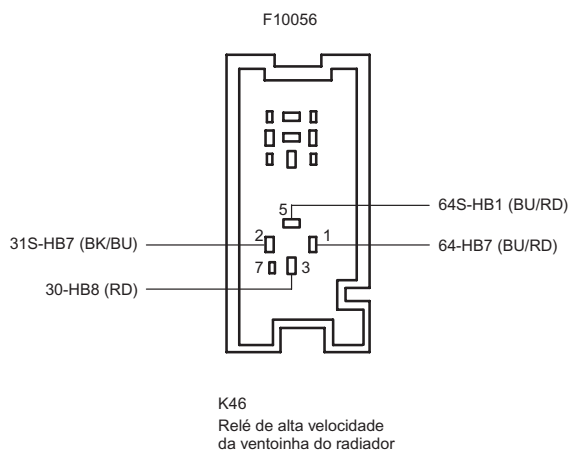 F10056
5
64S-HB1 (BU/RD)
31S-HB7 (BK/BU)
2
1
64-HB7 (BU/RD)
7
3
30-HB8 (RD)
K46
Relé de alta velocidade
da ventoinha do radiador